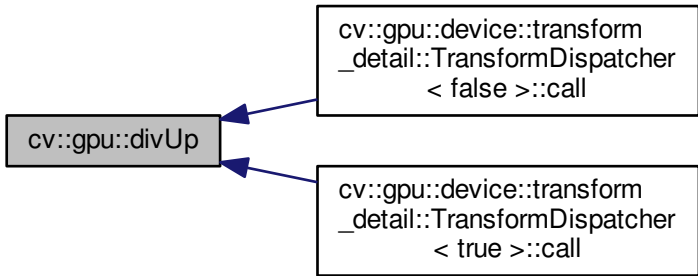 cv::gpu::divUp
cv::gpu::device::transform
_detail::TransformDispatcher
< false >::call
cv::gpu::device::transform
_detail::TransformDispatcher
< true >::call